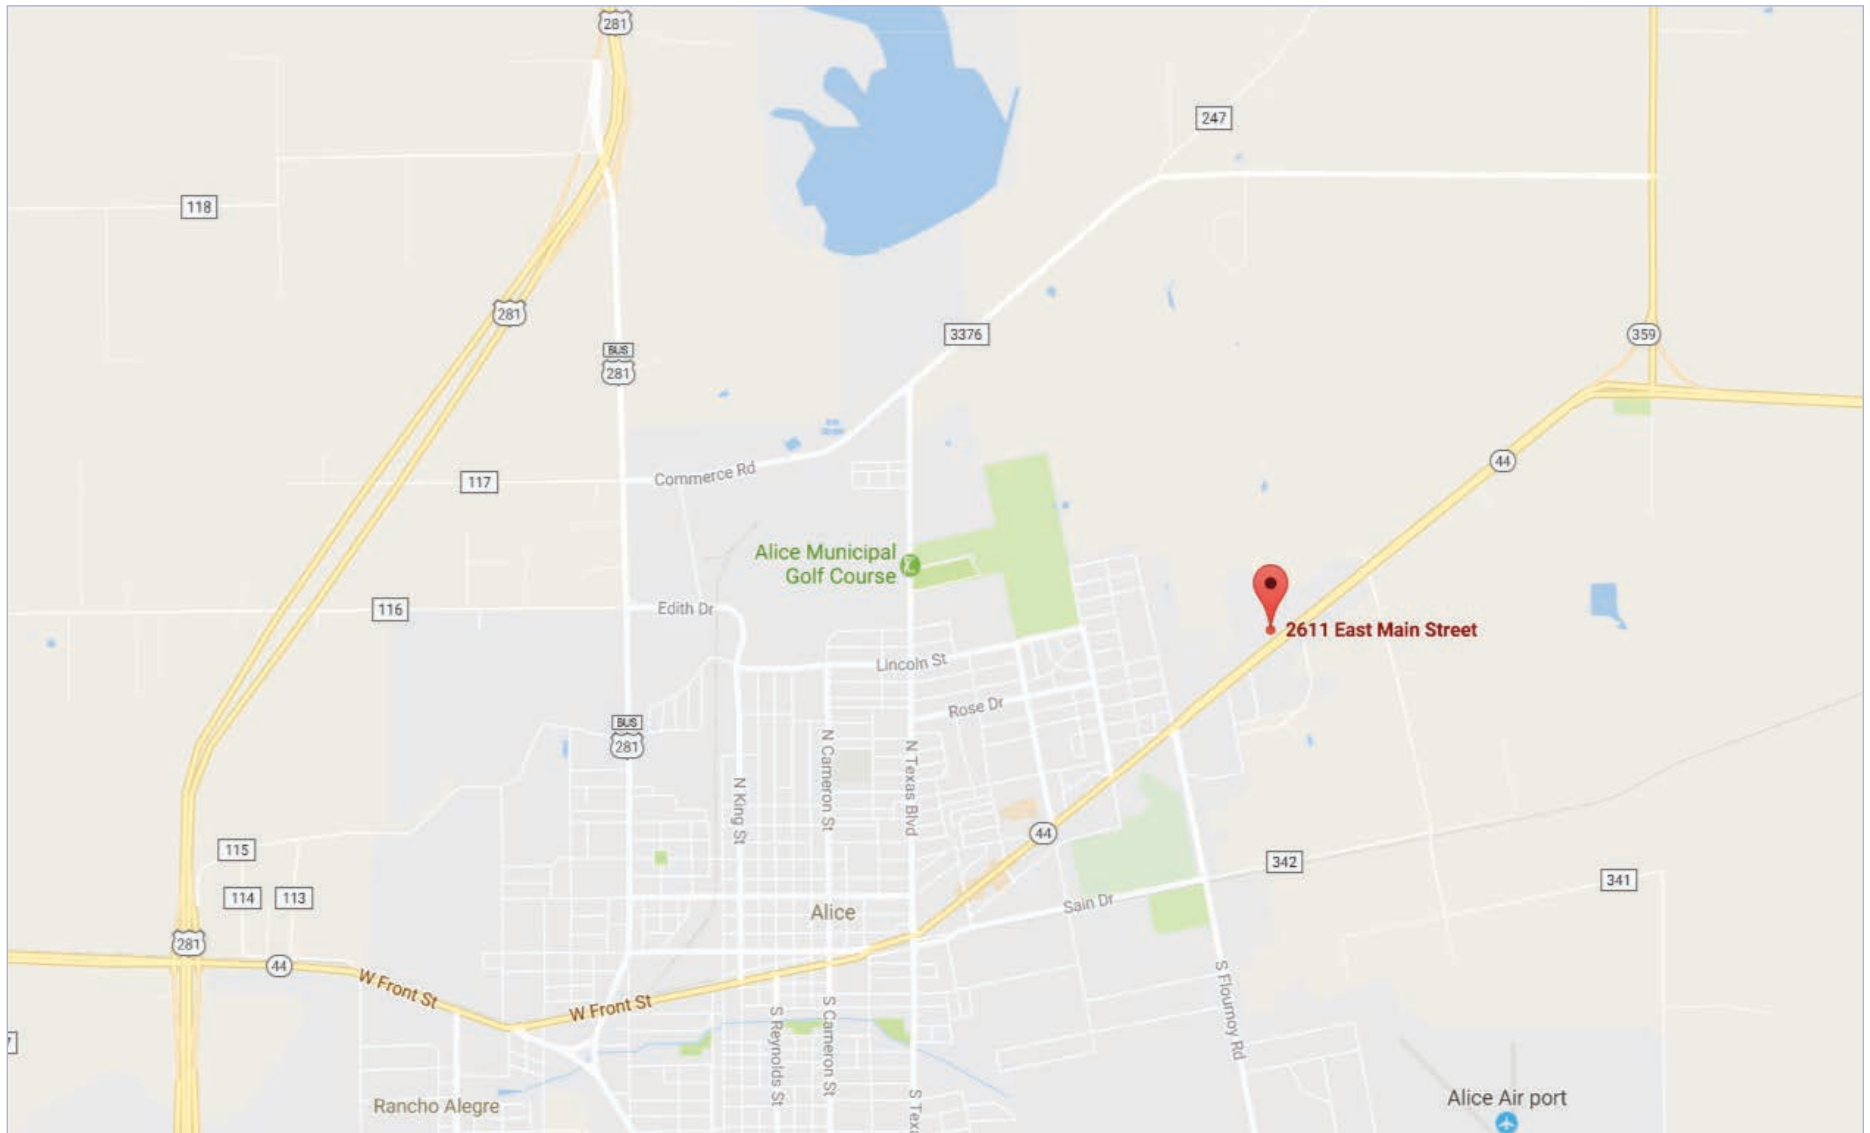 281
247
118
281
3376
359
BUS
281
44
117
Commerce Rd
Alice Municipal
Golf Course
116
Edith Dr
2611 East Main Street
Lincoln St
Rose Dr
BUS
281
N Cameron St
N Texas Blvd
N King St
44
115
342
341
114
113
Sain Dr
Alice
281
44
W Front St
W Front St
S Reynolds St
S Cameron St
S Flournoy Rd
Alice Air port
Rancho Alegre
S Texa